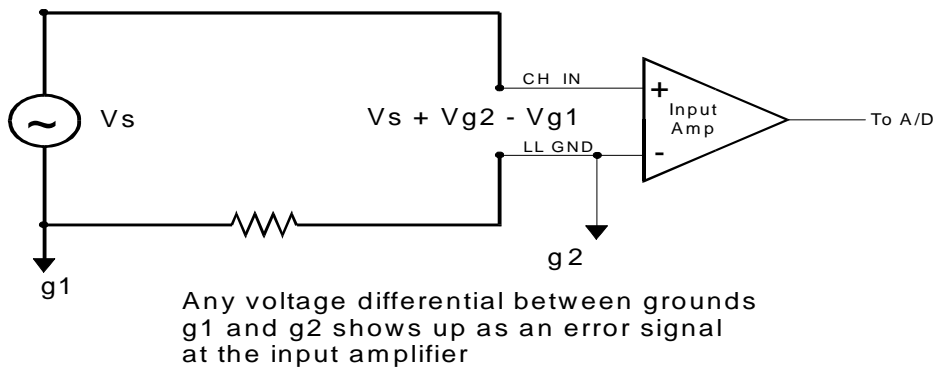 CH IN
Vs
Vs + Vg2 - Vg1
+
Input
Amp
-
To A/D
LL GND
g1
g2
Any voltage differential between grounds
g1 and g2 shows up as an error signal
at the input amplifier